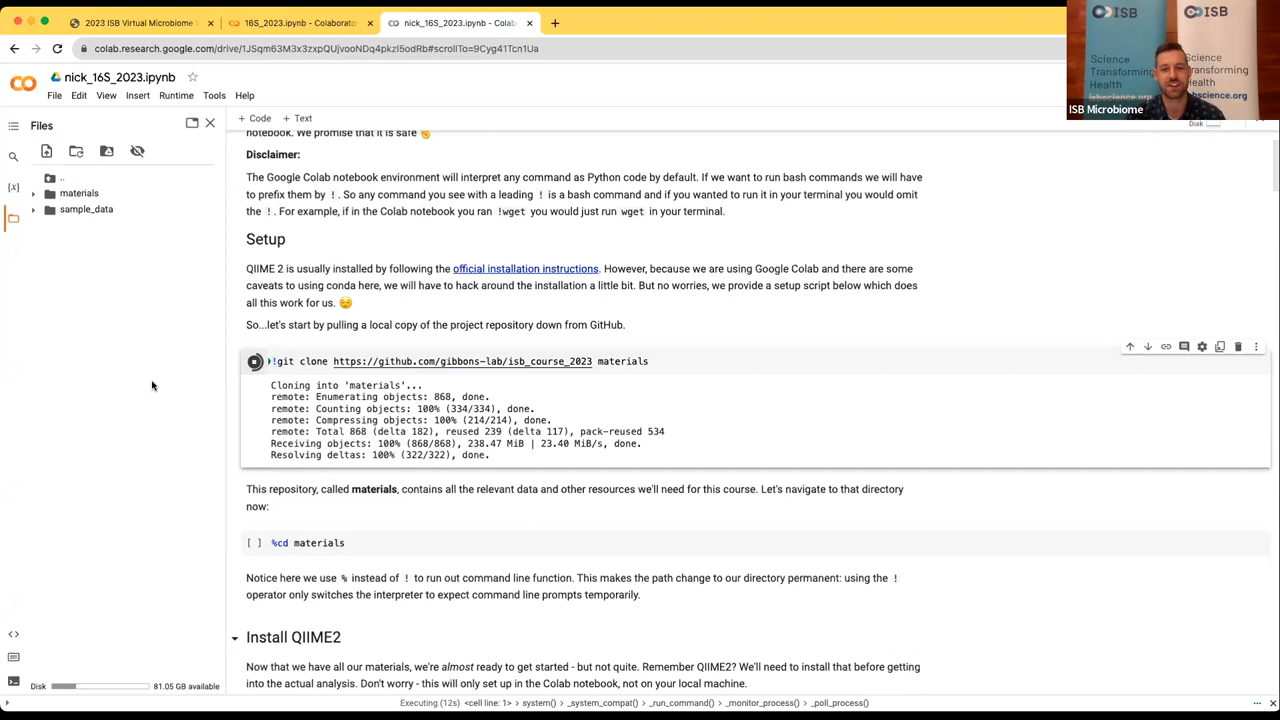 2023 ISB Virtual Microbiome S
16S_2023.ipynb - Colaborator
nick_16S_2023.ipynb - Colab
colab.research.google.com/drive/1JSqm63M3x3zxpQUjvooNDq4pkzl5odRb#scrollTo=9Cyg41Tcn1Ua
nick_16S_2023.ipynb
File Edit View Insert Runtime Tools Help
ISB
ISB
Science
Transforming
Health
isbscience.org
Science
Transforming
Health
isbscience.org
ISB Microbiome
Files
+ Code + Text
Disk
..
materials
sample_data
notebook. We promise that it is safe
Disclaimer:
The Google Colab notebook environment will interpret any command as Python code by default. If we want to run bash commands we will have
to prefix them by ! . So any command you see with a leading ! is a bash command and if you wanted to run it in your terminal you would omit
the ! . For example, if in the Colab notebook you ran !wget you would just run wget in your terminal.
Setup
QIIME 2 is usually installed by following the official installation instructions. However, because we are using Google Colab and there are some
caveats to using conda here, we will have to hack around the installation a little bit. But no worries, we provide a setup script below which does
all this work for us.
So...let's start by pulling a local copy of the project repository down from GitHub.
!git clone https://github.com/gibbons-lab/isb_course_2023 materials
Cloning into 'materials'...
remote: Enumerating objects: 868, done.
remote: Counting objects: 100% (334/334), done.
remote: Compressing objects: 100% (214/214), done.
remote: Total 868 (delta 182), reused 239 (delta 117), pack-reused 534
Receiving objects: 100% (868/868), 238.47 MiB | 23.40 MiB/s, done.
Resolving deltas: 100% (322/322), done.
This repository, called materials, contains all the relevant data and other resources we'll need for this course. Let's navigate to that directory
now:
[ ] %cd materials
Notice here we use % instead of ! to run out command line function. This makes the path change to our directory permanent: using the !
operator only switches the interpreter to expect command line prompts temporarily.
Install QIIME2
Now that we have all our materials, we're almost ready to get started - but not quite. Remember QIIME2? We'll need to install that before getting
into the actual analysis. Don't worry - this will only set up in the Colab notebook, not on your local machine.
Disk 81.05 GB available
Executing (12s) <cell line: 1> > system() > _system_compat() > _run_command() > _monitor_process() > _poll_process()